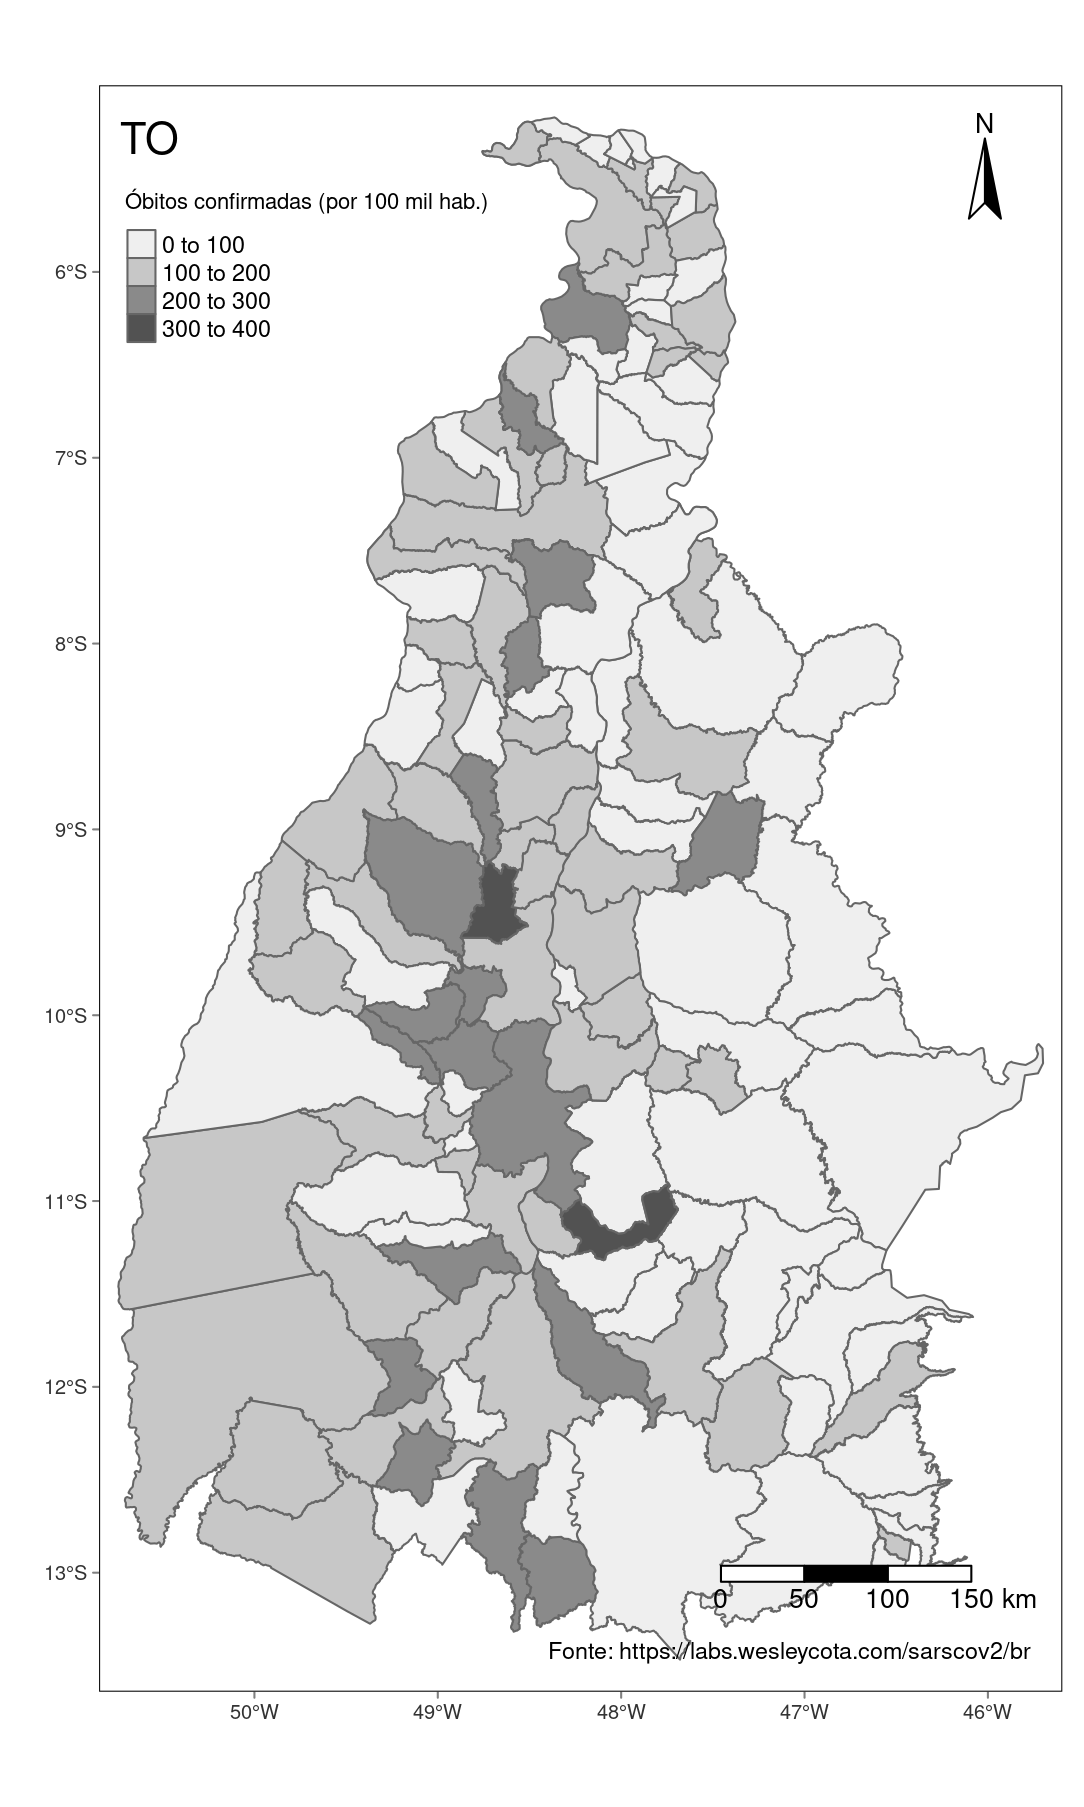 TO
N
Óbitos confirmadas (por 100 mil hab.)
0 to 100
100 to 200
200 to 300
300 to 400
6°S
7°S
8°S
9°S
10°S
11°S
12°S
13°S
0 50 100 150 km
Fonte: https://labs.wesleycota.com/sarscov2/br
50°W 49°W 48°W 47°W 46°W